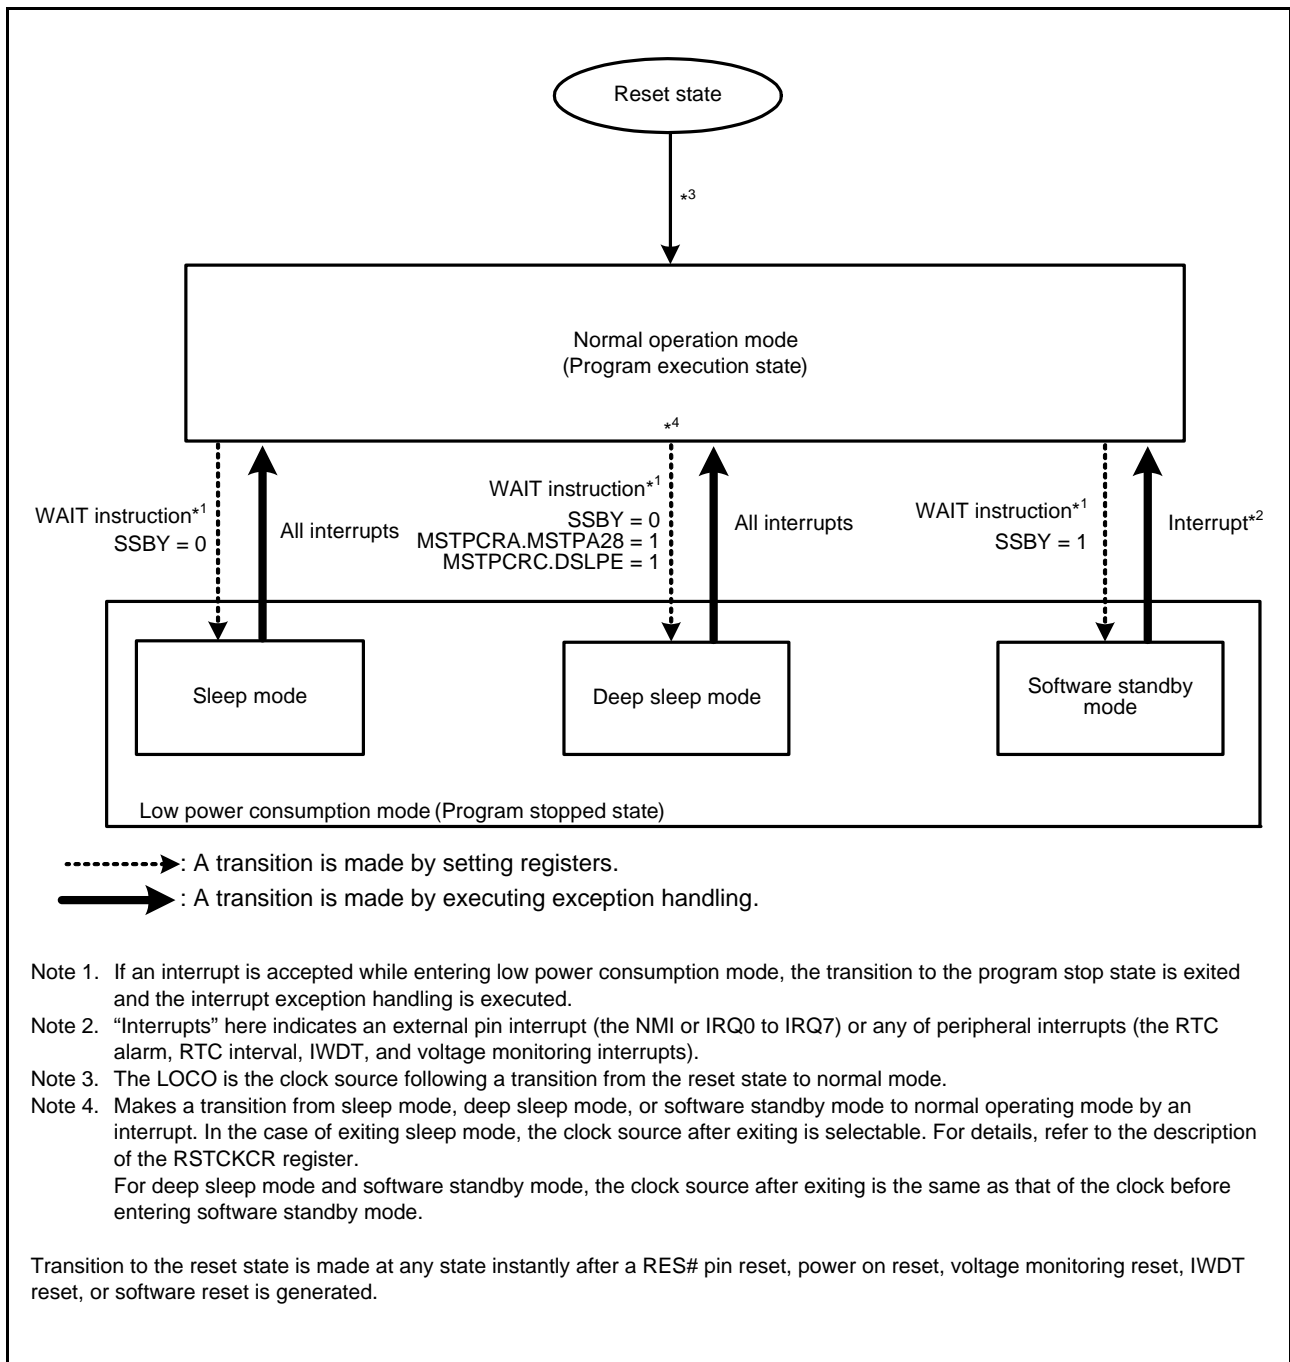 Reset state
*3
Normal operation mode
(Program execution state)
*4
WAIT instruction*1
SSBY = 0
All interrupts
WAIT instruction*1
SSBY = 0
MSTPCRA.MSTPA28 = 1
MSTPCRC.DSLPE = 1
All interrupts
WAIT instruction*1
SSBY = 1
Interrupt*2
Sleep mode
Deep sleep mode
Software standby
mode
Low power consumption mode (Program stopped state)
: A transition is made by setting registers.
: A transition is made by executing exception handling.
Note 1. If an interrupt is accepted while entering low power consumption mode, the transition to the program stop state is exited
and the interrupt exception handling is executed.
Note 2. “Interrupts” here indicates an external pin interrupt (the NMI or IRQ0 to IRQ7) or any of peripheral interrupts (the RTC
alarm, RTC interval, IWDT, and voltage monitoring interrupts).
Note 3. The LOCO is the clock source following a transition from the reset state to normal mode.
Note 4. Makes a transition from sleep mode, deep sleep mode, or software standby mode to normal operating mode by an
interrupt. In the case of exiting sleep mode, the clock source after exiting is selectable. For details, refer to the description
of the RSTCKCR register.
For deep sleep mode and software standby mode, the clock source after exiting is the same as that of the clock before
entering software standby mode.
Transition to the reset state is made at any state instantly after a RES# pin reset, power on reset, voltage monitoring reset, IWDT
reset, or software reset is generated.